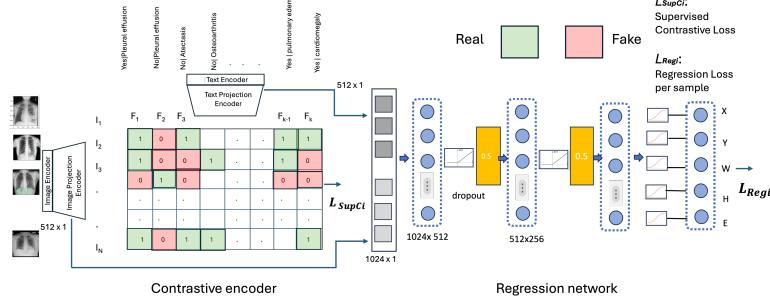 L_SupCi:
Supervised
Contrastive Loss
L_Regi:
Regression Loss
per sample
Real
Fake
Yes|Pleural effusion
No|Pleural effusion
No| Atectasis
No| Osteoarthritis
. . .
Yes | pulmonary edem
Yes | cardiomegaly
Text Encoder
Text Projection
Encoder
512 x 1
F1 F2 F3 Fk-1 Fk
I1
I2
I3
.
.
IN
1 0 1 . . 1 1
1 0 0 1 . . 1 0
0 1 0 . . 0 0
. . . . . .
. . . . . .
1 0 1 1 . . 1
Image Encoder
Image Projection
Encoder
512 x 1
L_SupCi
1024 x 1
1024x 512
0.5
dropout
512x256
0.5
X
Y
W
H
E
L_Regi
Contrastive encoder
Regression network